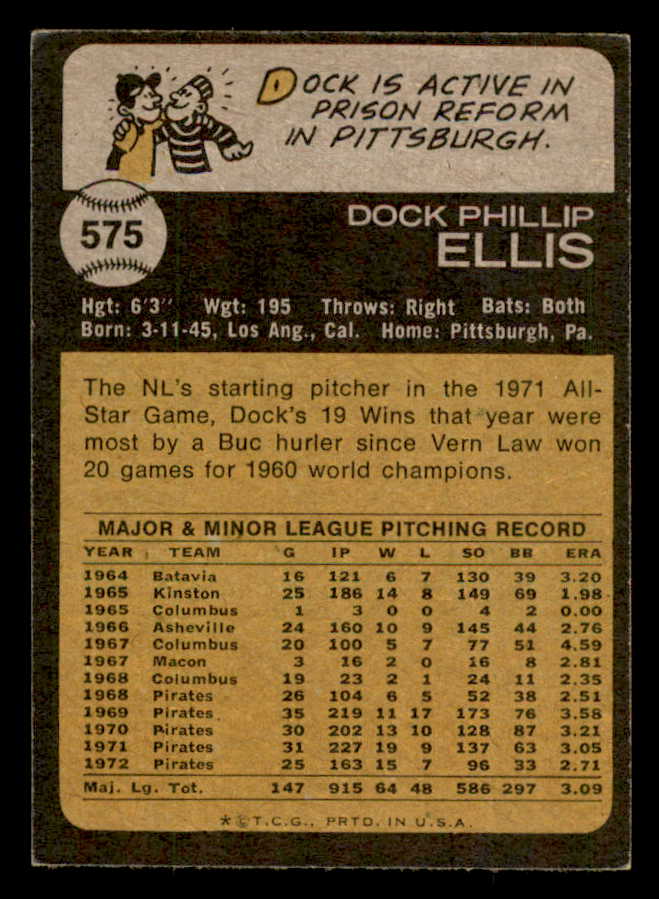 DOCK IS ACTIVE IN
PRISON REFORM
IN PITTSBURGH.
575
DOCK PHILLIP
ELLIS
Hgt: 6'3" Wgt: 195 Throws: Right Bats: Both
Born: 3-11-45, Los Ang., Cal. Home: Pittsburgh, Pa.
The NL's starting pitcher in the 1971 All-
Star Game, Dock's 19 Wins that year were
most by a Buc hurler since Vern Law won
20 games for 1960 world champions.
MAJOR & MINOR LEAGUE PITCHING RECORD
YEAR TEAM G IP W L SO BB ERA
1964 Batavia 16 121 6 7 130 39 3.20
1965 Kinston 25 186 14 8 149 69 1.98
1965 Columbus 1 3 0 0 4 2 0.00
1966 Asheville 24 160 10 9 145 44 2.76
1967 Columbus 20 100 5 7 77 51 4.59
1967 Macon 3 16 2 0 16 8 2.81
1968 Columbus 19 23 2 1 24 11 2.35
1968 Pirates 26 104 6 5 52 38 2.51
1969 Pirates 35 219 11 17 173 76 3.58
1970 Pirates 30 202 13 10 128 87 3.21
1971 Pirates 31 227 19 9 137 63 3.05
1972 Pirates 25 163 15 7 96 33 2.71
Maj. Lg. Tot. 147 915 64 48 586 297 3.09
*©T.C.G., PRTD. IN U.S.A.